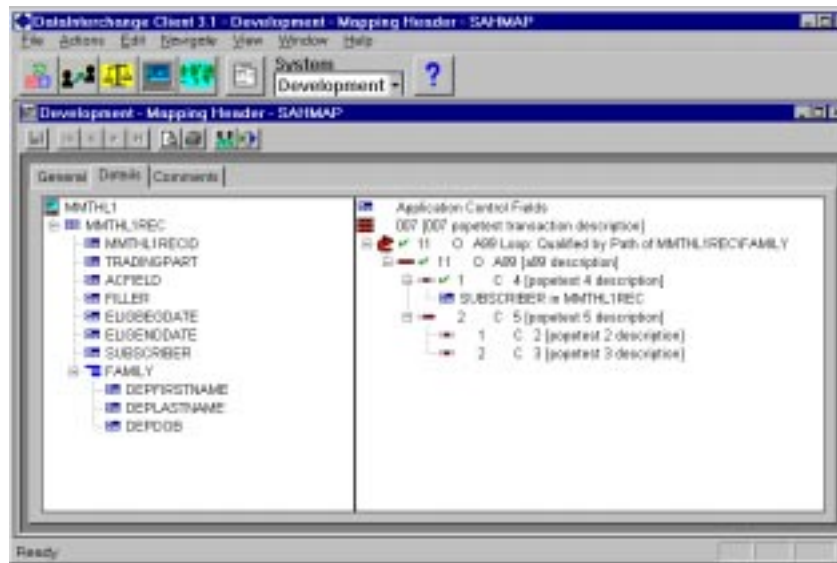 DataInterchange Client 3.1 - Development - Mapping Header - SAHMAP
File Actions Edit Navigate View Window Help
System
Development
?
Development - Mapping Header - SAHMAP
General Details Comments
MMTHL1
MMTHL1REC
MMTHL1RECID
TRADINGPART
ACFIELD
FILLER
ELIGBEGDATE
ELIGENDDATE
SUBSCRIBER
FAMILY
DEPFIRSTNAME
DEPLASTNAME
DEPDOB
Application Control Fields
007 [007 popetest transaction description]
11 O A99 Loop: Qualified by Path of MMTHL1REC\FAMILY
11 O A99 [a99 description]
1 C 4 [popetest 4 description]
SUBSCRIBER in MMTHL1REC
2 C 5 [popetest 5 description]
1 C 2 [popetest 2 description]
2 C 3 [popetest 3 description]
Ready